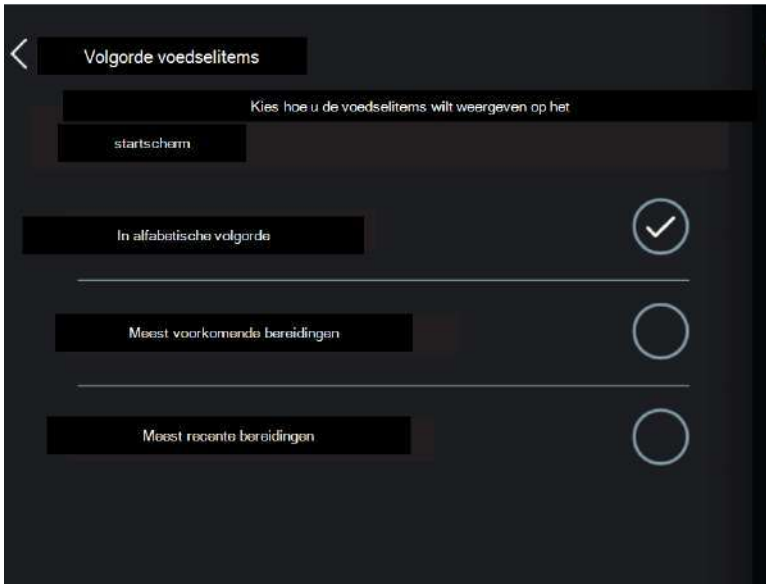 Volgorde voedselitems
Kies hoe u de voedselitems wilt weergeven op het
startscherm
In alfabetische volgorde
Meest voorkomende bereidingen
Meest recente bereidingen